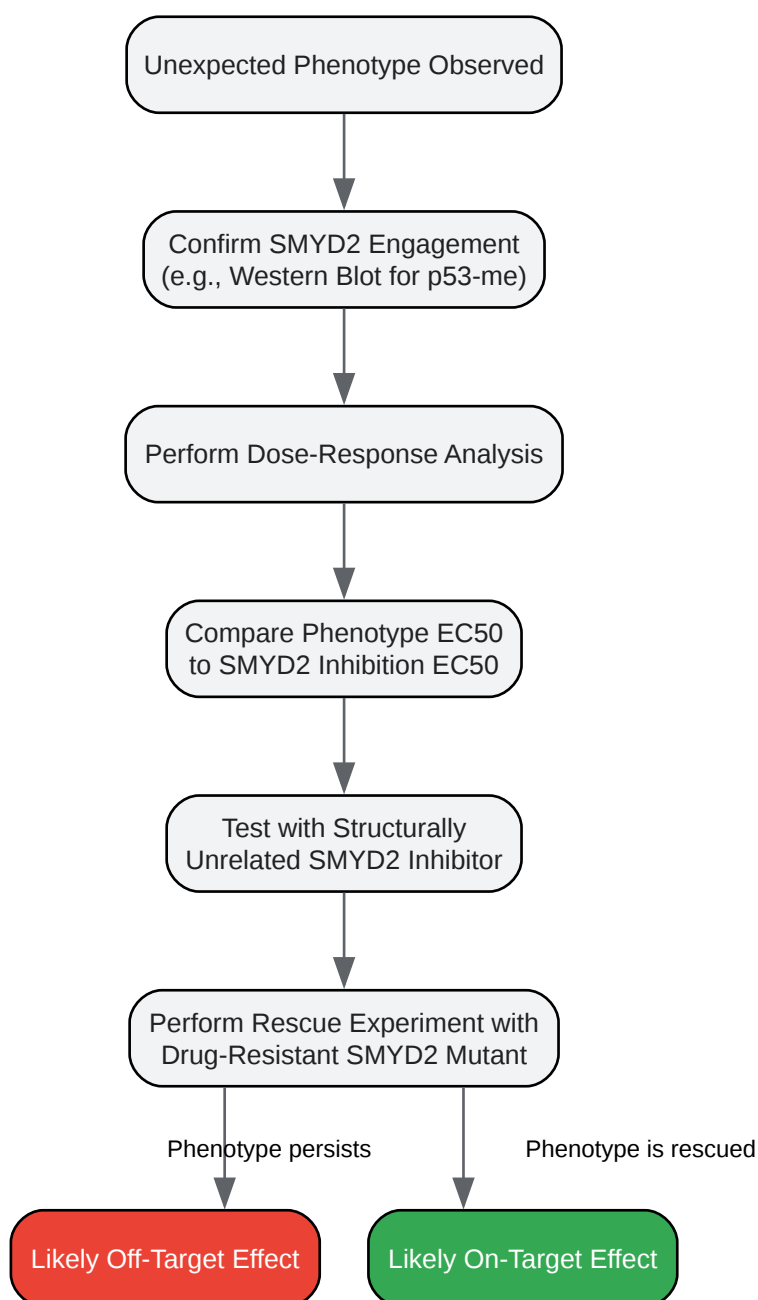 Unexpected Phenotype Observed
Confirm SMYD2 Engagement
(e.g., Western Blot for p53-me)
Perform Dose-Response Analysis
Compare Phenotype EC50
to SMYD2 Inhibition EC50
Test with Structurally
Unrelated SMYD2 Inhibitor
Perform Rescue Experiment with
Drug-Resistant SMYD2 Mutant
Phenotype persists
Phenotype is rescued
Likely Off-Target Effect
Likely On-Target Effect